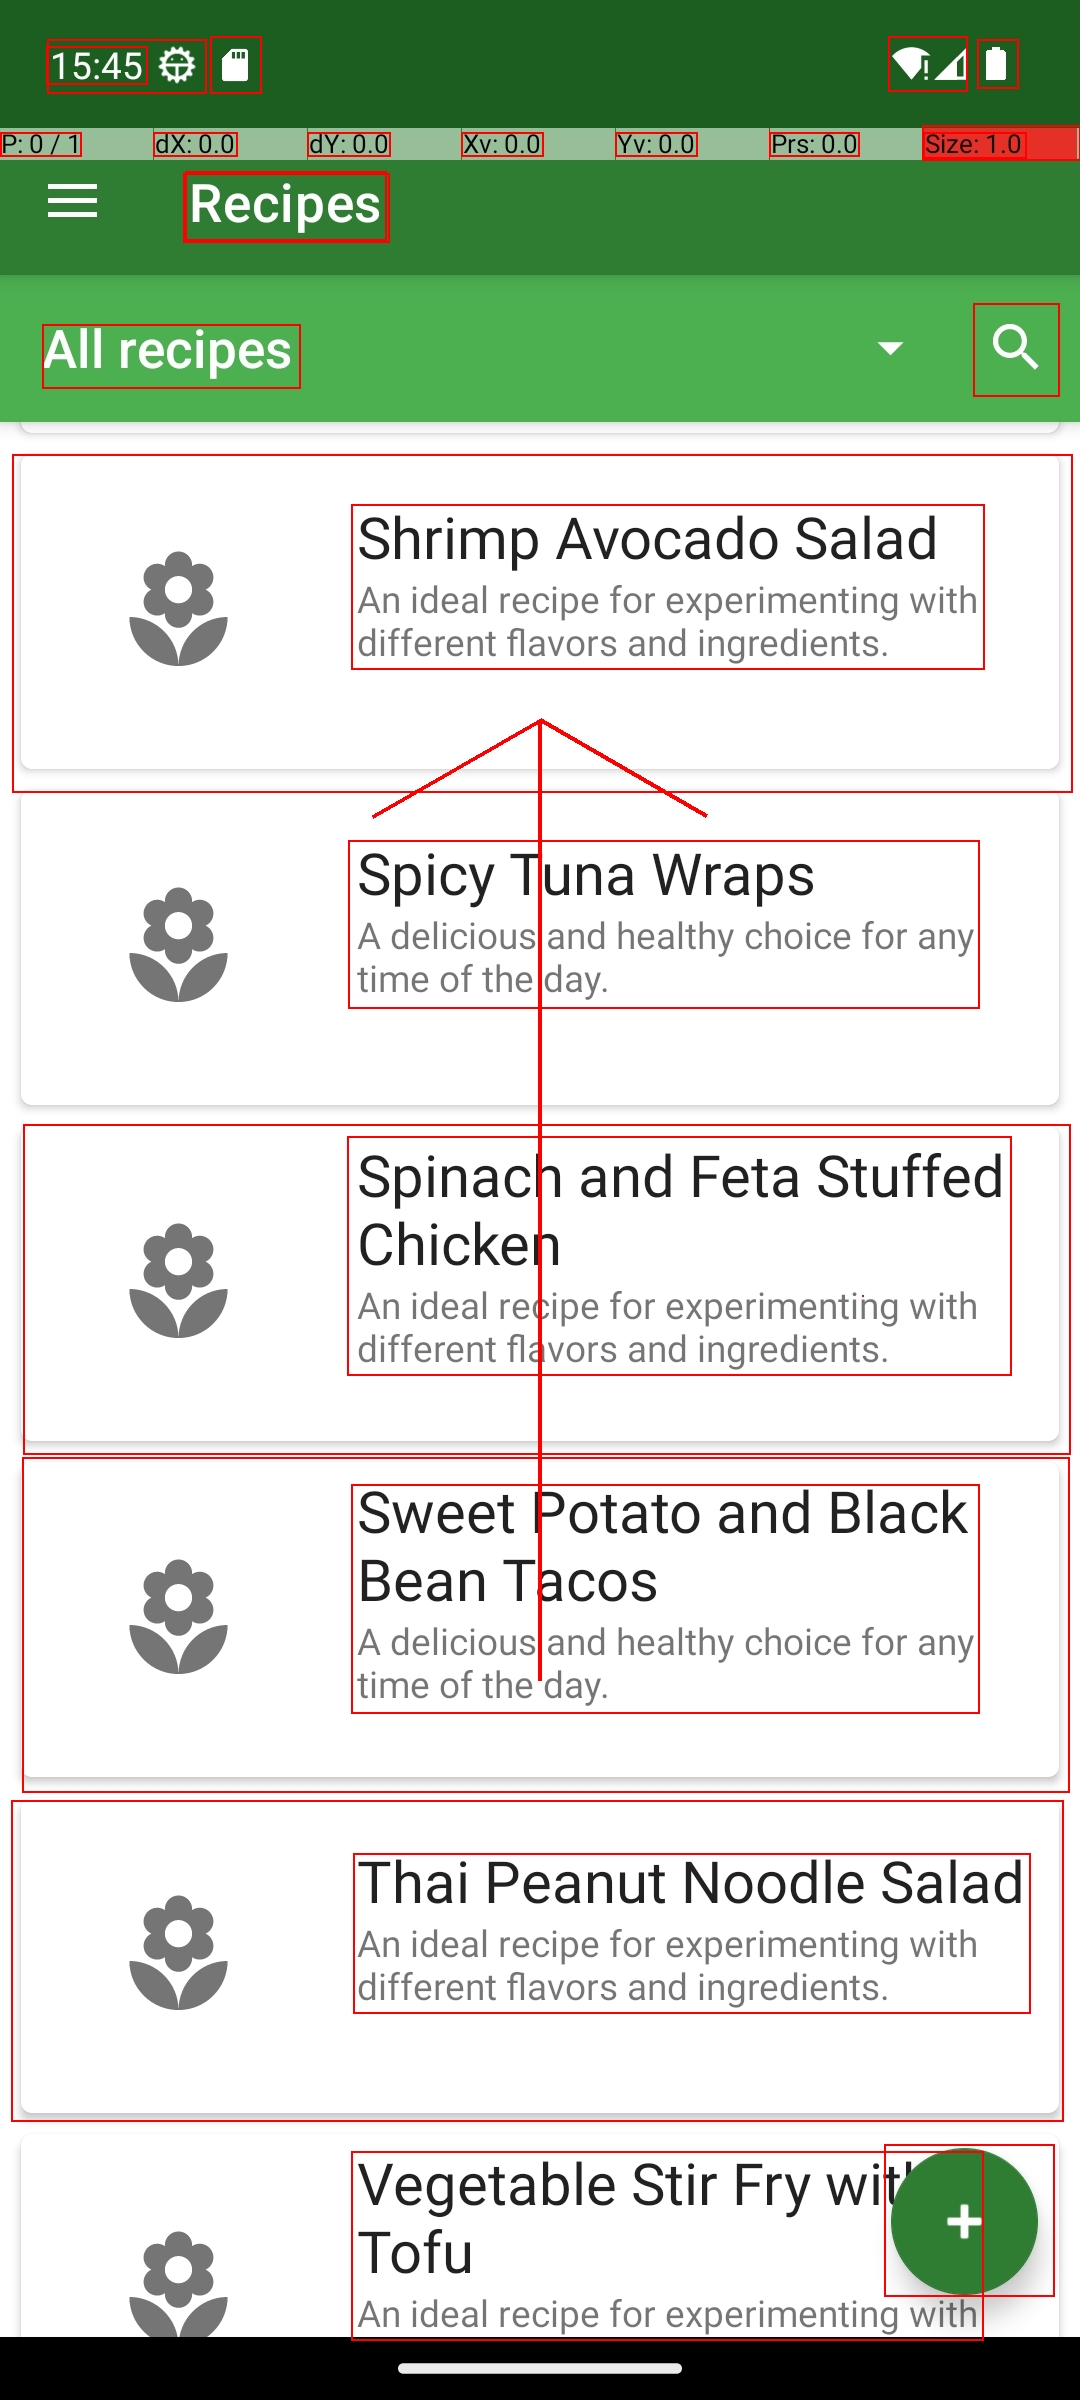 15:45
P: 0 / 1
dX: 0.0
dY: 0.0
Xv: 0.0
Yv: 0.0
Prs: 0.0
Size: 1.0
Recipes
All recipes
Shrimp Avocado Salad
An ideal recipe for experimenting with
different flavors and ingredients.
Spicy Tuna Wraps
A delicious and healthy choice for any
time of the day.
Spinach and Feta Stuffed
Chicken
An ideal recipe for experimenting with
different flavors and ingredients.
Sweet Potato and Black
Bean Tacos
A delicious and healthy choice for any
time of the day.
Thai Peanut Noodle Salad
An ideal recipe for experimenting with
different flavors and ingredients.
Vegetable Stir Fry with
Tofu
An ideal recipe for experimenting with